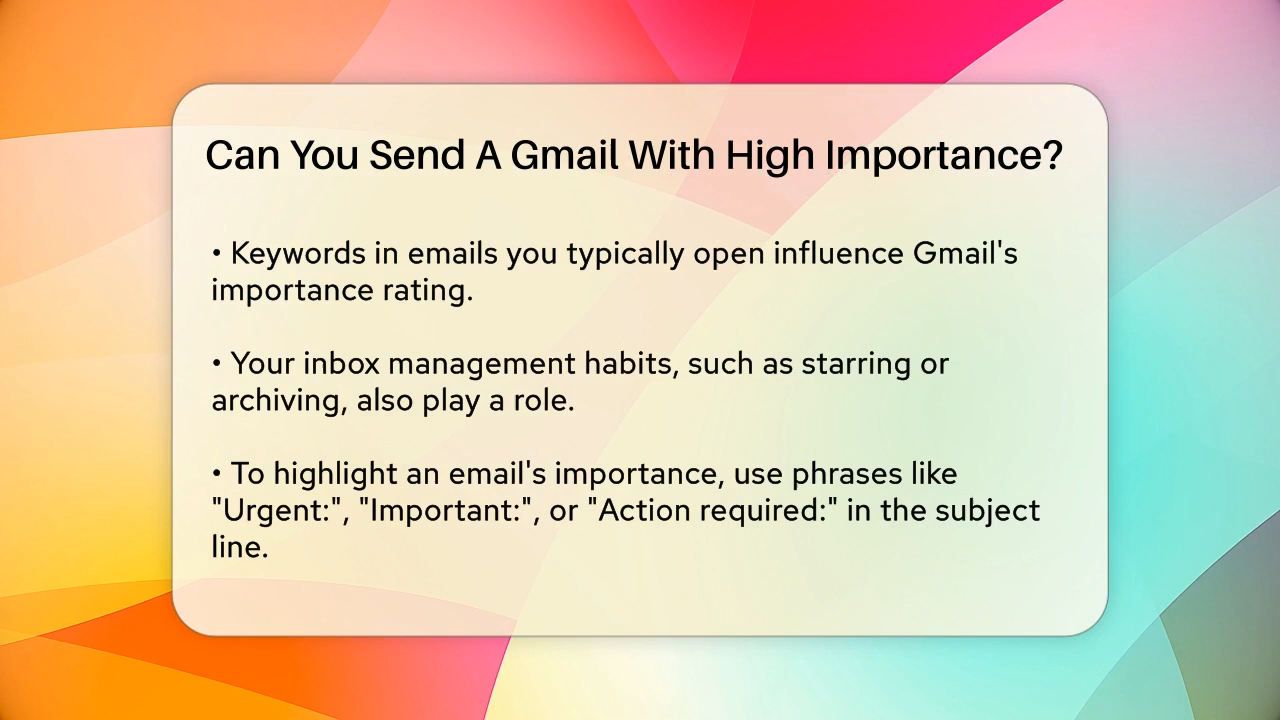 Can You Send A Gmail With High Importance?
• Keywords in emails you typically open influence Gmail's
importance rating.
• Your inbox management habits, such as starring or
archiving, also play a role.
• To highlight an email's importance, use phrases like
"Urgent:", "Important:", or "Action required:" in the subject
line.